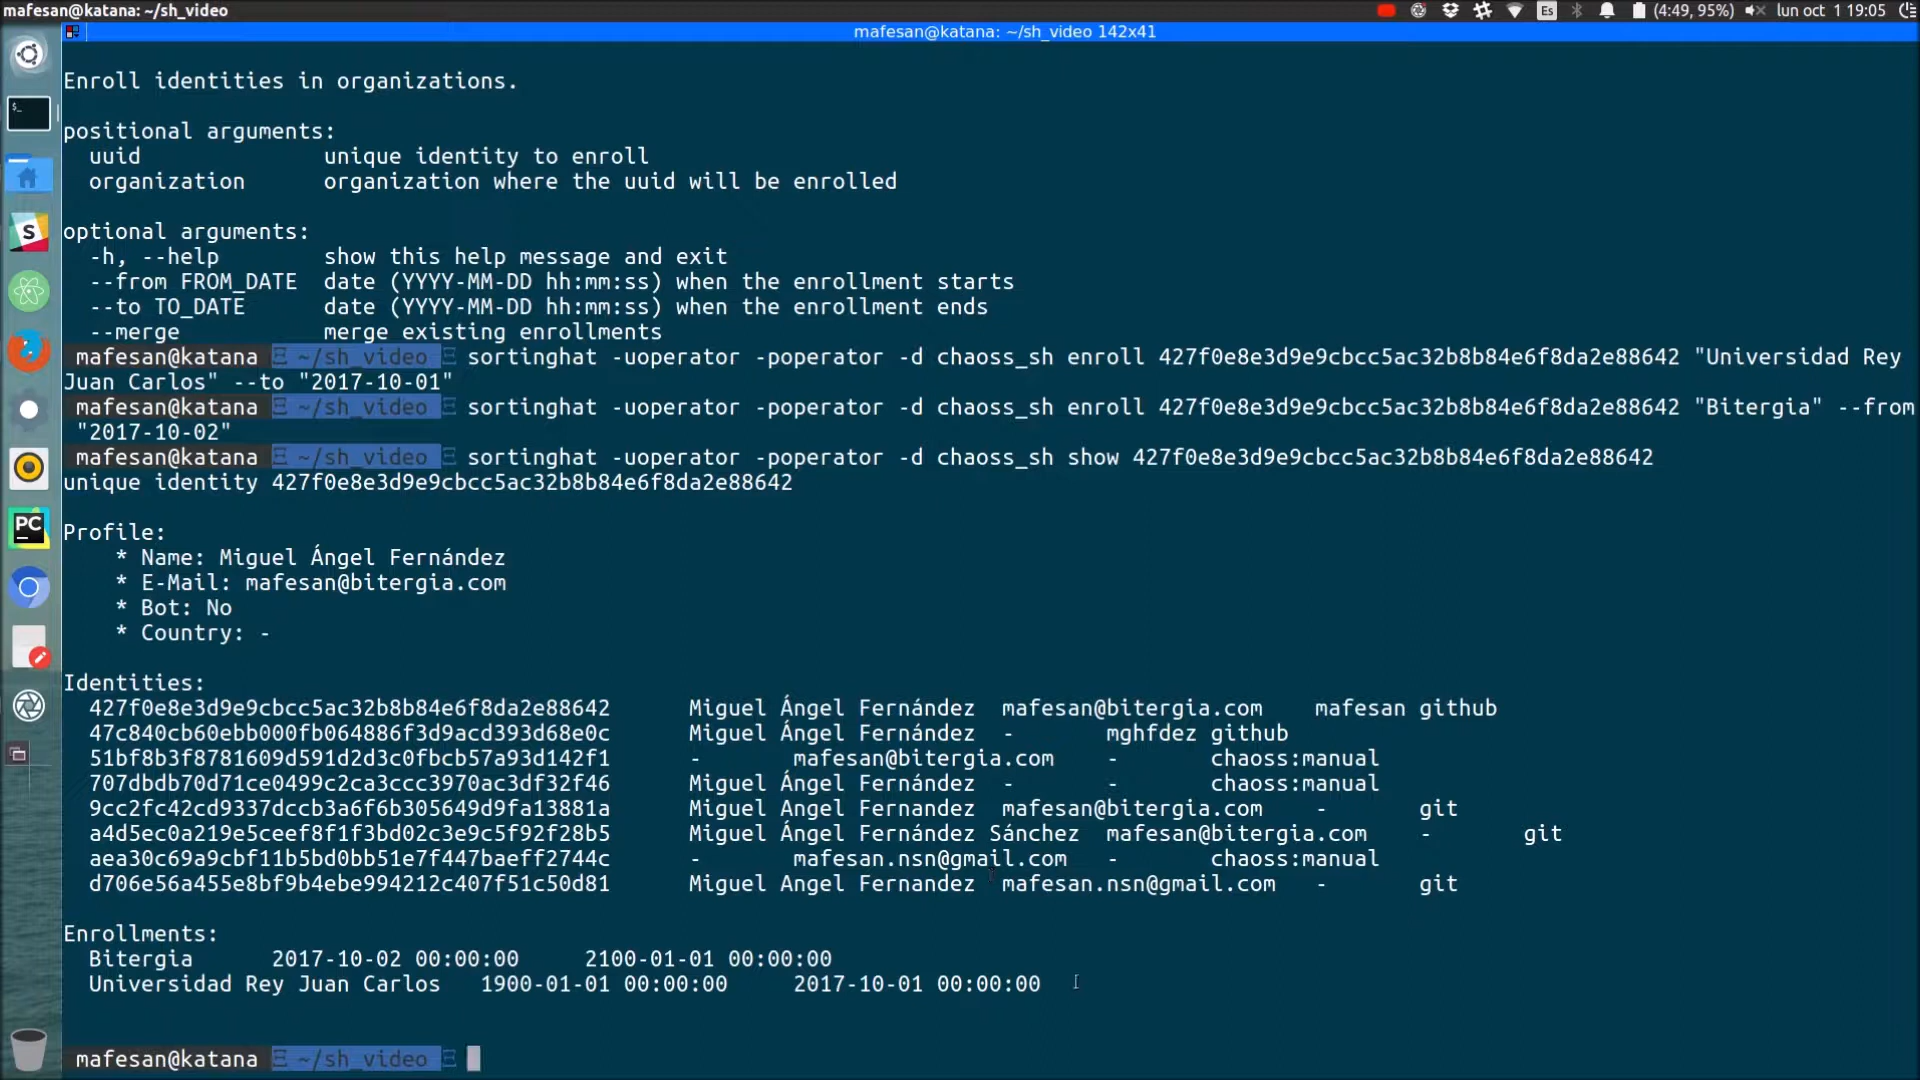 mafesan@katana: ~/sh_video
Es
(4:49, 95%)
lun oct 1 19:05
mafesan@katana: ~/sh_video 142x41
Enroll identities in organizations.
positional arguments:
uuid unique identity to enroll
organization organization where the uuid will be enrolled
optional arguments:
-h, --help show this help message and exit
--from FROM_DATE date (YYYY-MM-DD hh:mm:ss) when the enrollment starts
--to TO_DATE date (YYYY-MM-DD hh:mm:ss) when the enrollment ends
--merge merge existing enrollments
mafesan@katana ~/sh_video sortinghat -uoperator -poperator -d chaoss_sh enroll 427f0e8e3d9e9cbcc5ac32b8b84e6f8da2e88642 "Universidad Rey
Juan Carlos" --to "2017-10-01"
mafesan@katana ~/sh_video sortinghat -uoperator -poperator -d chaoss_sh enroll 427f0e8e3d9e9cbcc5ac32b8b84e6f8da2e88642 "Bitergia" --from
"2017-10-02"
mafesan@katana ~/sh_video sortinghat -uoperator -poperator -d chaoss_sh show 427f0e8e3d9e9cbcc5ac32b8b84e6f8da2e88642
unique identity 427f0e8e3d9e9cbcc5ac32b8b84e6f8da2e88642
Profile:
* Name: Miguel Ángel Fernández
* E-Mail: mafesan@bitergia.com
* Bot: No
* Country: -
Identities:
427f0e8e3d9e9cbcc5ac32b8b84e6f8da2e88642 Miguel Ángel Fernández mafesan@bitergia.com mafesan github
47c840cb60ebb000fb064886f3d9acd393d68e0c Miguel Ángel Fernández - mghfdez github
51bf8b3f8781609d591d2d3c0fbcb57a93d142f1 - mafesan@bitergia.com - chaoss:manual
707dbdb70d71ce0499c2ca3ccc3970ac3df32f46 Miguel Ángel Fernández - - chaoss:manual
9cc2fc42cd9337dccb3a6f6b305649d9fa13881a Miguel Angel Fernandez mafesan@bitergia.com - git
a4d5ec0a219e5ceef8f1f3bd02c3e9c5f92f28b5 Miguel Ángel Fernández Sánchez mafesan@bitergia.com - git
aea30c69a9cbf11b5bd0bb51e7f447baeff2744c - mafesan.nsn@gmail.com - chaoss:manual
d706e56a455e8bf9b4ebe994212c407f51c50d81 Miguel Angel Fernandez mafesan.nsn@gmail.com - git
Enrollments:
Bitergia 2017-10-02 00:00:00 2100-01-01 00:00:00
Universidad Rey Juan Carlos 1900-01-01 00:00:00 2017-10-01 00:00:00
mafesan@katana ~/sh_video
S
PC